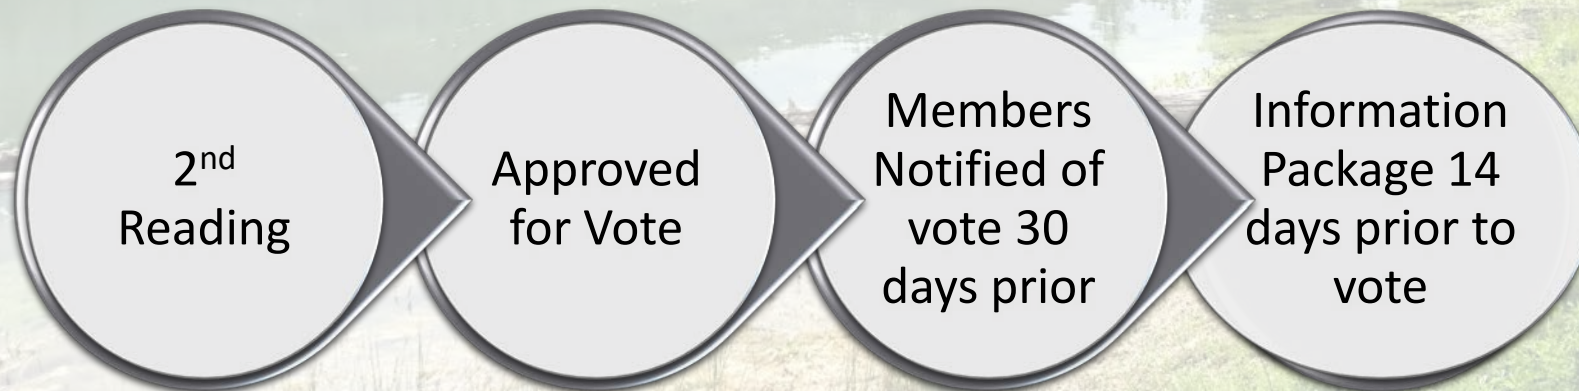 2nd
Reading
Approved
for Vote
Members
Notified of
vote 30
days prior
Information
Package 14
days prior to
vote